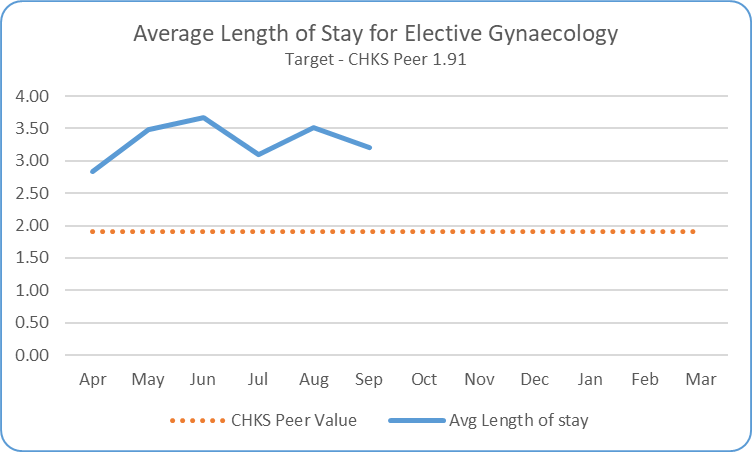 Average Length of Stay for Elective Gynaecology
Target - CHKS Peer 1.91
4.00
3.50
3.00
2.50
2.00
1.50
1.00
0.50
0.00
Apr May Jun Jul Aug Sep Oct Nov Dec Jan Feb Mar
CHKS Peer Value Avg Length of stay